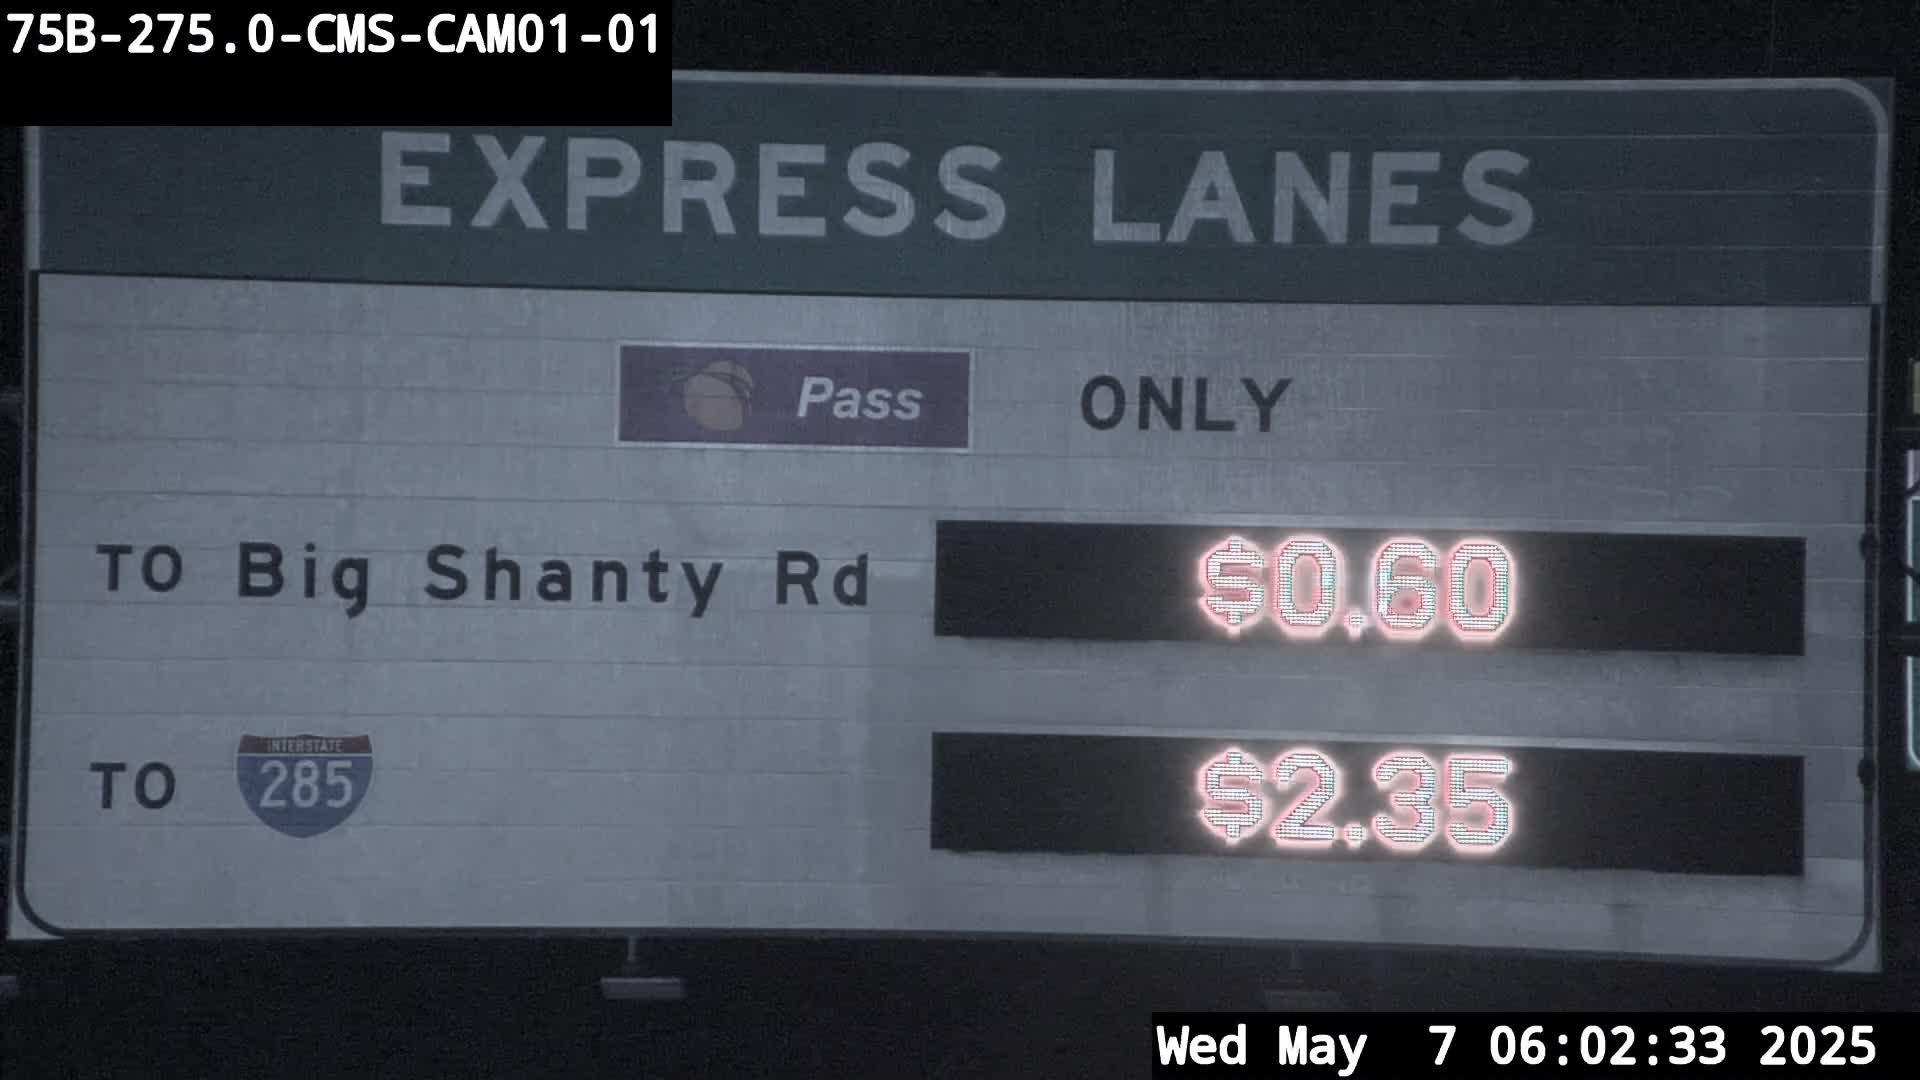 75B-275.0-CMS-CAM01-01
EXPRESS LANES
Pass ONLY
TO Big Shanty Rd $0.60
TO INTERSTATE 285 $2.35
Wed May 7 06:02:33 2025